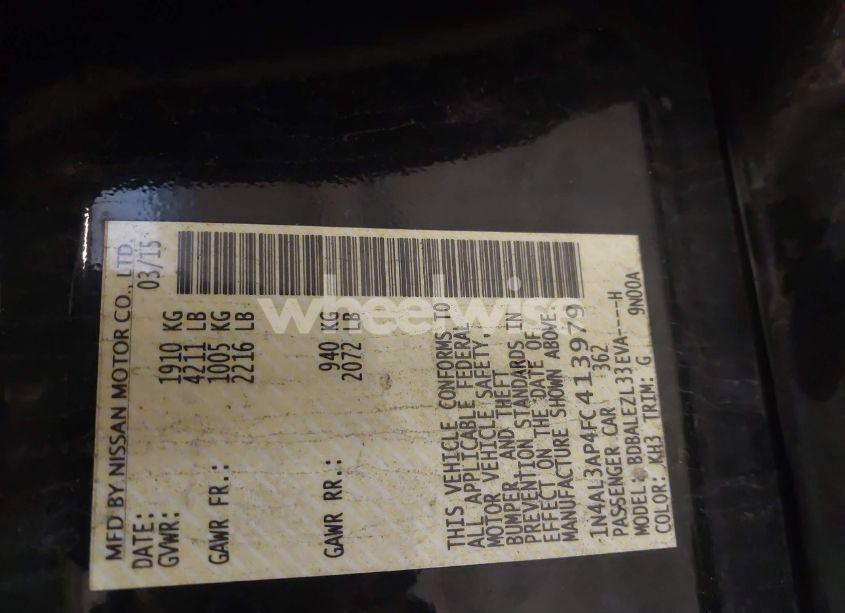 MFD BY NISSAN MOTOR CO., LTD.
DATE: 03/15
GVWR: 1910 KG
4211 LB
GAWR FR.: 1005 KG
2216 LB
GAWR RR.: 940 KG
2072 LB
THIS VEHICLE CONFORMS TO
ALL APPLICABLE FEDERAL
MOTOR VEHICLE SAFETY,
BUMPER, AND THEFT
PREVENTION STANDARDS IN
EFFECT ON THE DATE OF
MANUFACTURE SHOWN ABOVE.
1N4AL3AP4FC413979
PASSENGER CAR 362
MODEL: BDBALEZL33EVA----H
COLOR: KH3 TRIM: G 9N00A
wheelwise